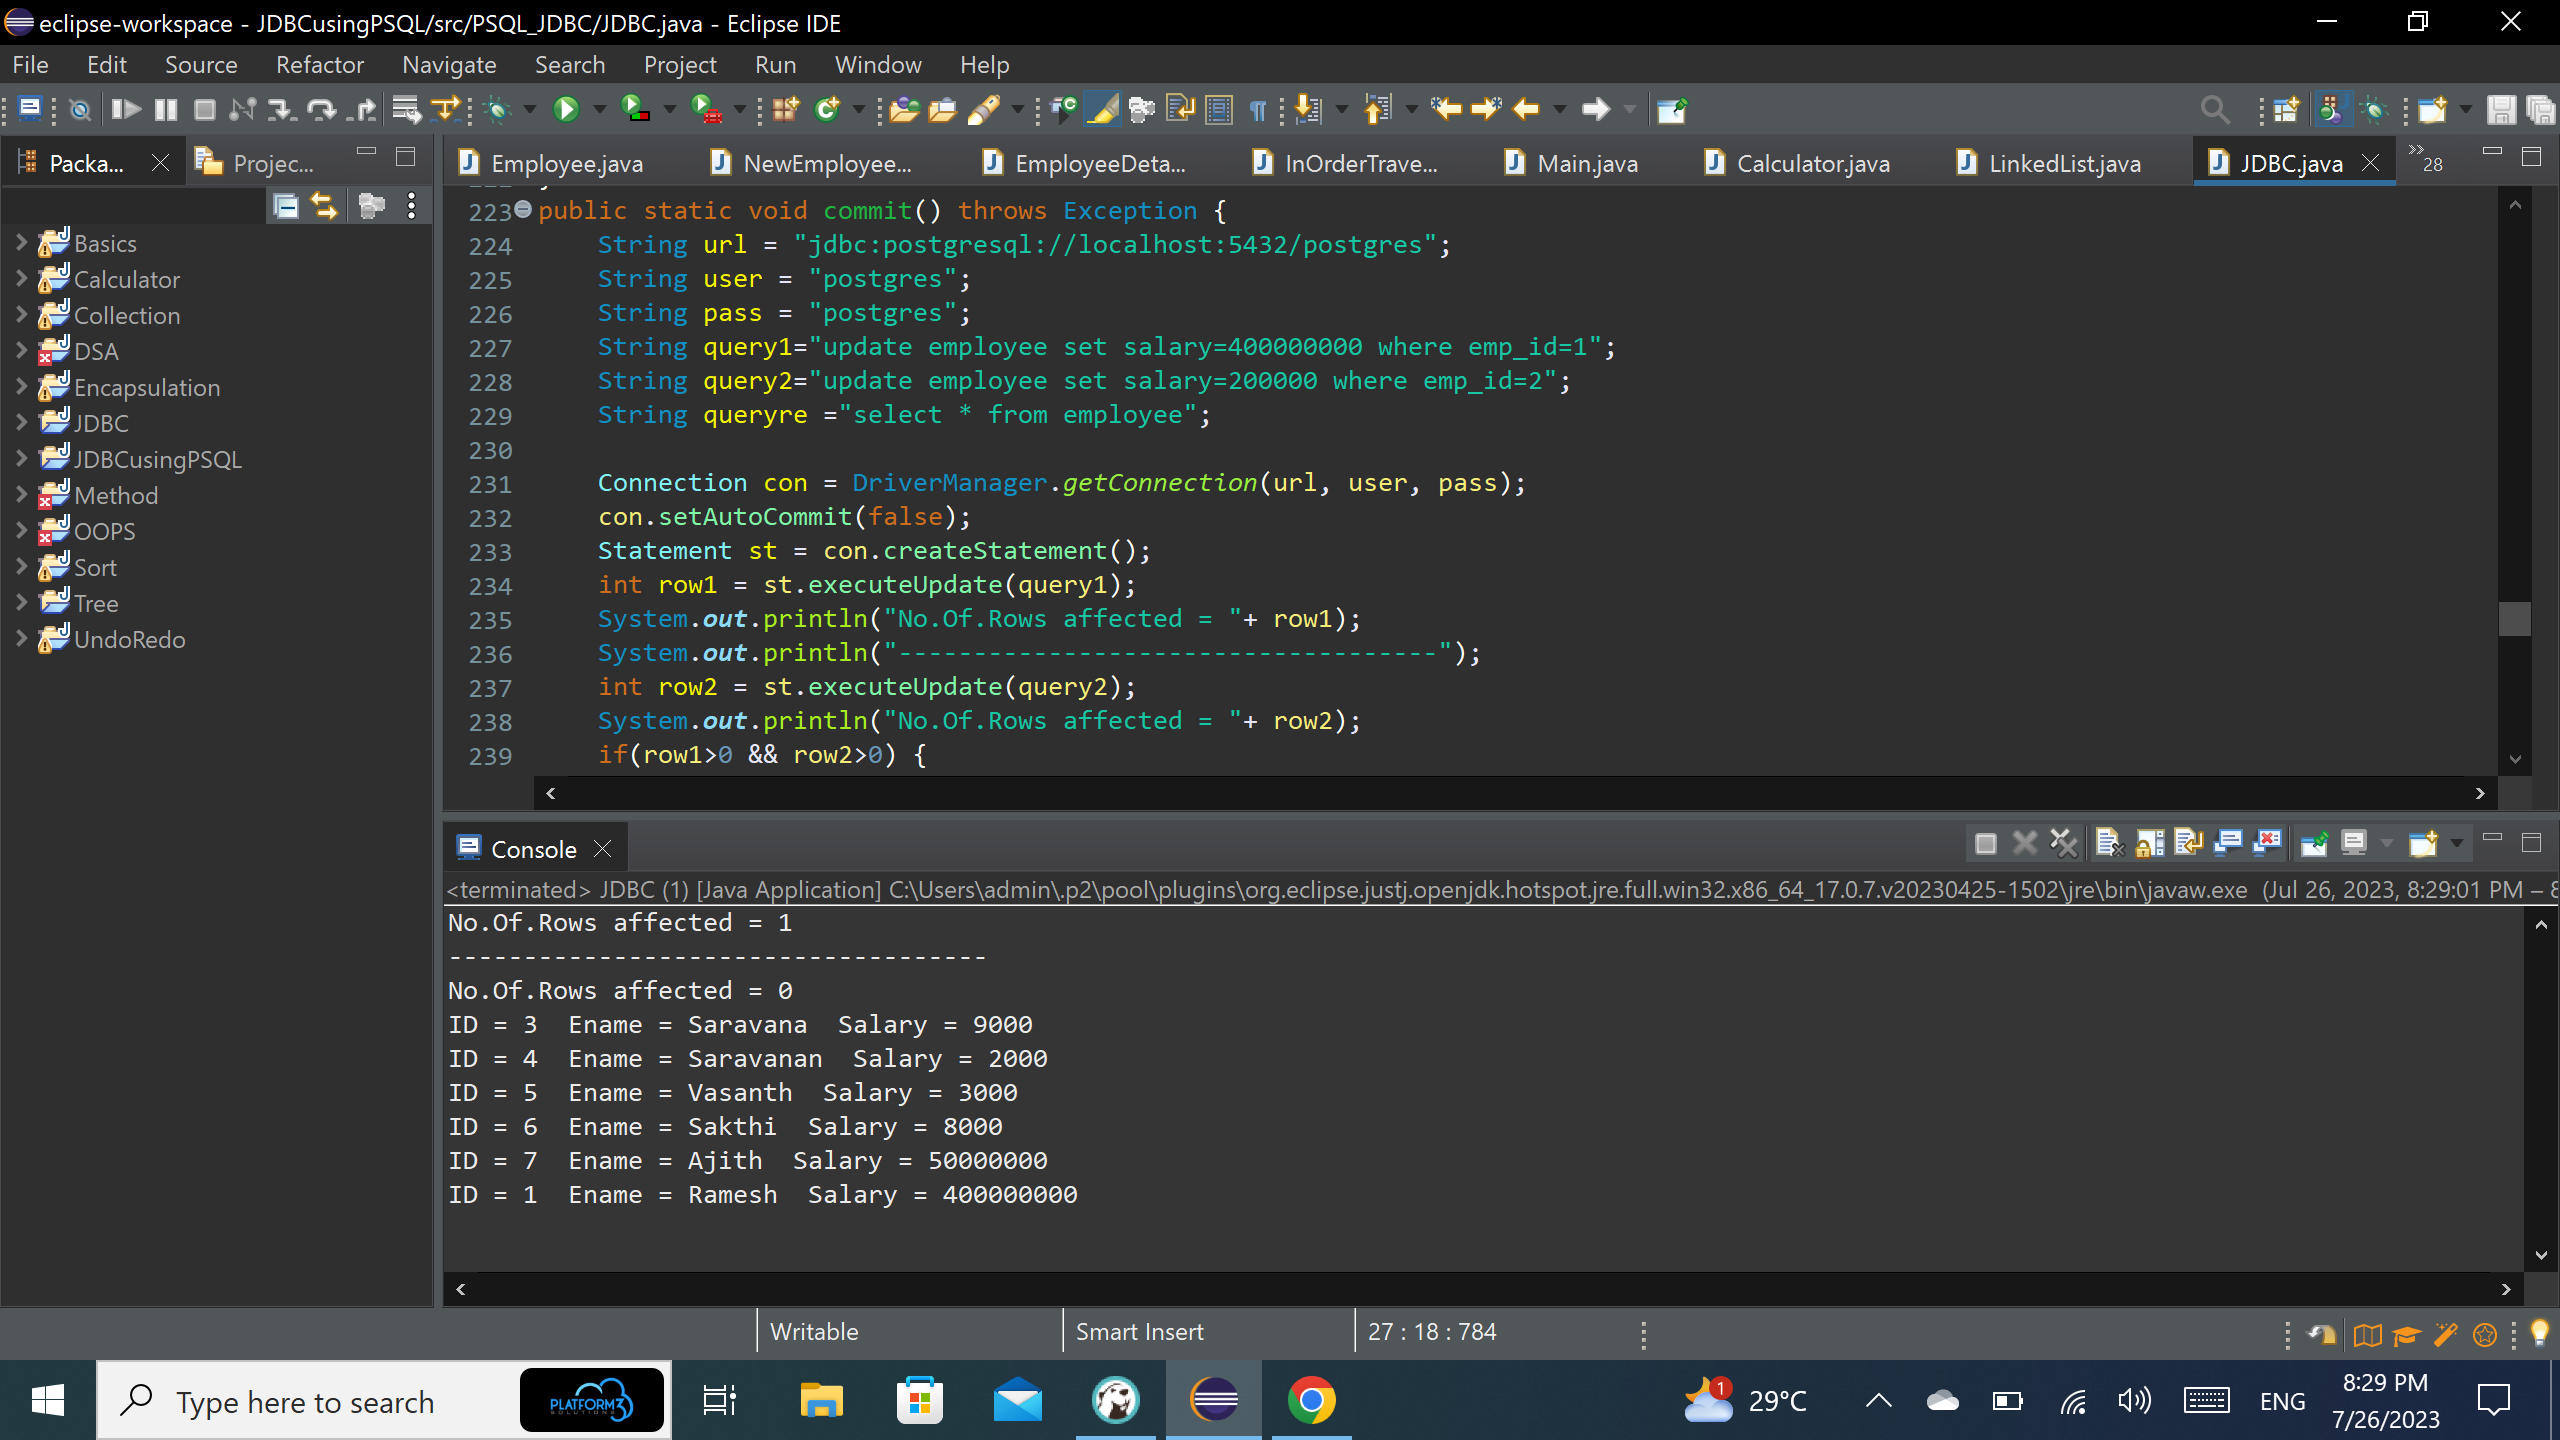 eclipse-workspace - JDBCusingPSQL/src/PSQL_JDBC/JDBC.java - Eclipse IDE
File Edit Source Refactor Navigate Search Project Run Window Help
Packa... Projec... Employee.java NewEmployee... EmployeeDeta... InOrderTrave... Main.java Calculator.java LinkedList.java JDBC.java »28
Basics
Calculator
Collection
DSA
Encapsulation
JDBC
JDBCusingPSQL
Method
OOPS
Sort
Tree
UndoRedo
223 public static void commit() throws Exception {
224 String url = "jdbc:postgresql://localhost:5432/postgres";
225 String user = "postgres";
226 String pass = "postgres";
227 String query1="update employee set salary=400000000 where emp_id=1";
228 String query2="update employee set salary=200000 where emp_id=2";
229 String queryre ="select * from employee";
230
231 Connection con = DriverManager.getConnection(url, user, pass);
232 con.setAutoCommit(false);
233 Statement st = con.createStatement();
234 int row1 = st.executeUpdate(query1);
235 System.out.println("No.Of.Rows affected = "+ row1);
236 System.out.println("------------------------------------");
237 int row2 = st.executeUpdate(query2);
238 System.out.println("No.Of.Rows affected = "+ row2);
239 if(row1>0 && row2>0) {
Console
<terminated> JDBC (1) [Java Application] C:\Users\admin\.p2\pool\plugins\org.eclipse.justj.openjdk.hotspot.jre.full.win32.x86_64_17.0.7.v20230425-1502\jre\bin\javaw.exe (Jul 26, 2023, 8:29:01 PM –
No.Of.Rows affected = 1
------------------------------------
No.Of.Rows affected = 0
ID = 3 Ename = Saravana Salary = 9000
ID = 4 Ename = Saravanan Salary = 2000
ID = 5 Ename = Vasanth Salary = 3000
ID = 6 Ename = Sakthi Salary = 8000
ID = 7 Ename = Ajith Salary = 50000000
ID = 1 Ename = Ramesh Salary = 400000000
Writable Smart Insert 27 : 18 : 784
Type here to search
PLATFORM3
SOLUTIONS
1 29°C ENG
8:29 PM
7/26/2023